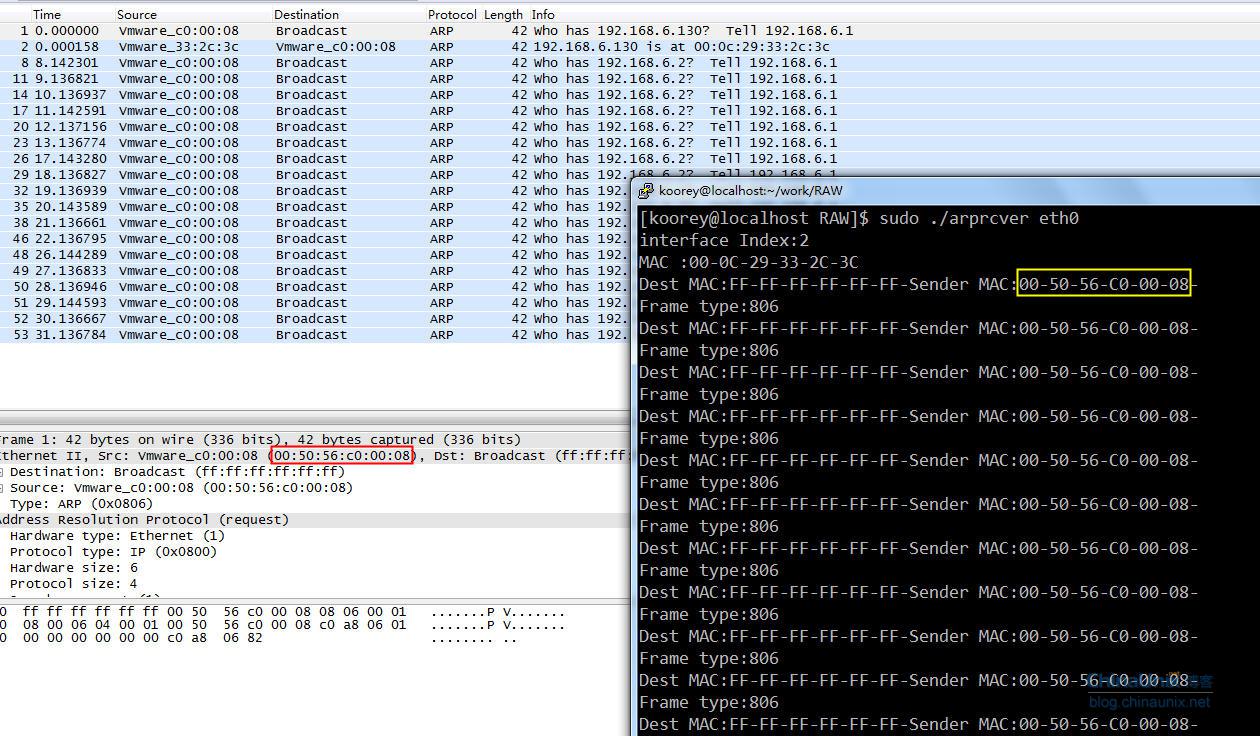 Time Source Destination Protocol Length Info
1 0.000000 Vmware_c0:00:08 Broadcast ARP 42 Who has 192.168.6.130? Tell 192.168.6.1
2 0.000158 Vmware_33:2c:3c Vmware_c0:00:08 ARP 42 192.168.6.130 is at 00:0c:29:33:2c:3c
8 8.142301 Vmware_c0:00:08 Broadcast ARP 42 Who has 192.168.6.2? Tell 192.168.6.1
11 9.136821 Vmware_c0:00:08 Broadcast ARP 42 Who has 192.168.6.2? Tell 192.168.6.1
14 10.136937 Vmware_c0:00:08 Broadcast ARP 42 Who has 192.168.6.2? Tell 192.168.6.1
17 11.142591 Vmware_c0:00:08 Broadcast ARP 42 Who has 192.168.6.2? Tell 192.168.6.1
20 12.137156 Vmware_c0:00:08 Broadcast ARP 42 Who has 192.168.6.2? Tell 192.168.6.1
23 13.136774 Vmware_c0:00:08 Broadcast ARP 42 Who has 192.168.6.2? Tell 192.168.6.1
26 17.143280 Vmware_c0:00:08 Broadcast ARP 42 Who has 192.168.6.2? Tell 192.168.6.1
29 18.136827 Vmware_c0:00:08 Broadcast ARP 42 Who has 192.168.6.2? Tell 192.168.6.1
32 19.136939 Vmware_c0:00:08 Broadcast ARP 42 Who has 192.
35 20.143589 Vmware_c0:00:08 Broadcast ARP 42 Who has 192.
38 21.136661 Vmware_c0:00:08 Broadcast ARP 42 Who has 192.
46 22.136795 Vmware_c0:00:08 Broadcast ARP 42 Who has 192.
48 26.144289 Vmware_c0:00:08 Broadcast ARP 42 Who has 192.
49 27.136833 Vmware_c0:00:08 Broadcast ARP 42 Who has 192.
50 28.136946 Vmware_c0:00:08 Broadcast ARP 42 Who has 192.
51 29.144593 Vmware_c0:00:08 Broadcast ARP 42 Who has 192.
52 30.136667 Vmware_c0:00:08 Broadcast ARP 42 Who has 192.
53 31.136784 Vmware_c0:00:08 Broadcast ARP 42 Who has 192.
rame 1: 42 bytes on wire (336 bits), 42 bytes captured (336 bits)
thernet II, Src: Vmware_c0:00:08 (00:50:56:c0:00:08), Dst: Broadcast (ff:ff:ff:
Destination: Broadcast (ff:ff:ff:ff:ff:ff)
Source: Vmware_c0:00:08 (00:50:56:c0:00:08)
Type: ARP (0x0806)
Address Resolution Protocol (request)
Hardware type: Ethernet (1)
Protocol type: IP (0x0800)
Hardware size: 6
Protocol size: 4
0 ff ff ff ff ff ff 00 50 56 c0 00 08 08 06 00 01 .......P V.......
0 08 00 06 04 00 01 00 50 56 c0 00 08 c0 a8 06 01 .......P V.......
0 00 00 00 00 00 00 c0 a8 06 82 ........ ..
koorey@localhost:~/work/RAW
[koorey@localhost RAW]$ sudo ./arprcver eth0
interface Index:2
MAC :00-0C-29-33-2C-3C
Dest MAC:FF-FF-FF-FF-FF-FF-Sender MAC:00-50-56-C0-00-08-
Frame type:806
Dest MAC:FF-FF-FF-FF-FF-FF-Sender MAC:00-50-56-C0-00-08-
Frame type:806
Dest MAC:FF-FF-FF-FF-FF-FF-Sender MAC:00-50-56-C0-00-08-
Frame type:806
Dest MAC:FF-FF-FF-FF-FF-FF-Sender MAC:00-50-56-C0-00-08-
Frame type:806
Dest MAC:FF-FF-FF-FF-FF-FF-Sender MAC:00-50-56-C0-00-08-
Frame type:806
Dest MAC:FF-FF-FF-FF-FF-FF-Sender MAC:00-50-56-C0-00-08-
Frame type:806
Dest MAC:FF-FF-FF-FF-FF-FF-Sender MAC:00-50-56-C0-00-08-
Frame type:806
Dest MAC:FF-FF-FF-FF-FF-FF-Sender MAC:00-50-56-C0-00-08-
Frame type:806
Dest MAC:FF-FF-FF-FF-FF-FF-Sender MAC:00-50-56-C0-00-08-
Frame type:806
Dest MAC:FF-FF-FF-FF-FF-FF-Sender MAC:00-50-56-C0-00-08-
Frame type:806
Dest MAC:FF-FF-FF-FF-FF-FF-Sender MAC:00-50-56-C0-00-08-
ChinaUnix博客
blog.chinaunix.net